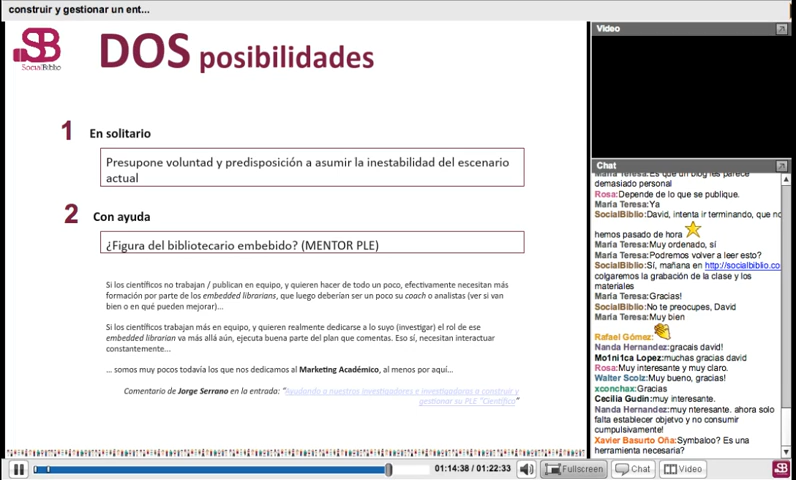 construir y gestionar un ent...
SB
SocialBiblio
DOS posibilidades
1 En solitario
Presupone voluntad y predisposición a asumir la inestabilidad del escenario
actual
2 Con ayuda
¿Figura del bibliotecario embebido? (MENTOR PLE)
Si los científicos no trabajan / publican en equipo, y quieren hacer de todo un poco, efectivamente necesitan más
formación por parte de los embedded librarians, que luego deberían ser un poco su coach o analistas (ver si van
bien o en qué pueden mejorar)...
Si los científicos trabajan más en equipo, y quieren realmente dedicarse a lo suyo (investigar) el rol de ese
embedded librarian va más allá aún, ejecuta buena parte del plan que comentas. Eso sí, necesitan interactuar
constantemente...
... somos muy pocos todavía los que nos dedicamos al Marketing Académico, al menos por aquí...
Comentario de Jorge Serrano en la entrada: "Ayudando a nuestros investigadores e investigadoras a construir y
gestionar su PLE "Científico"
Video
Chat
María Teresa:Es que un blog les parece
demasiado personal
Rosa:Depende de lo que se publique.
María Teresa:Ya
SocialBiblio:David, intenta ir terminando, que no
hemos pasado de hora
María Teresa:Muy ordenado, sí
María Teresa:Podremos volver a leer esto?
SocialBiblio:Sí, mañana en http://socialbiblio.co
colgaremos la grabación de la clase y los
materiales
María Teresa:Gracias!
SocialBiblio:No te preocupes, David
María Teresa:Muy bien
Rafael Gómez:
Nanda Hernandez:gracais david!
Mo1ni1ca Lopez:muchas gracias david
Rosa:Muy interesante y muy claro.
Walter Scolz:Muy bueno, gracias!
xconchax:Gracias
Cecilia Gudin:muy interesante.
Nanda Hernandez:muy nteresante. ahora solo
falta establecer objetivo y no consumir
cumpulsivamente!
Xavier Basurto Oña:Symbaloo? Es una
herramienta necesaria?
01:14:38 / 01:22:33
Fullscreen
Chat
Video
SB